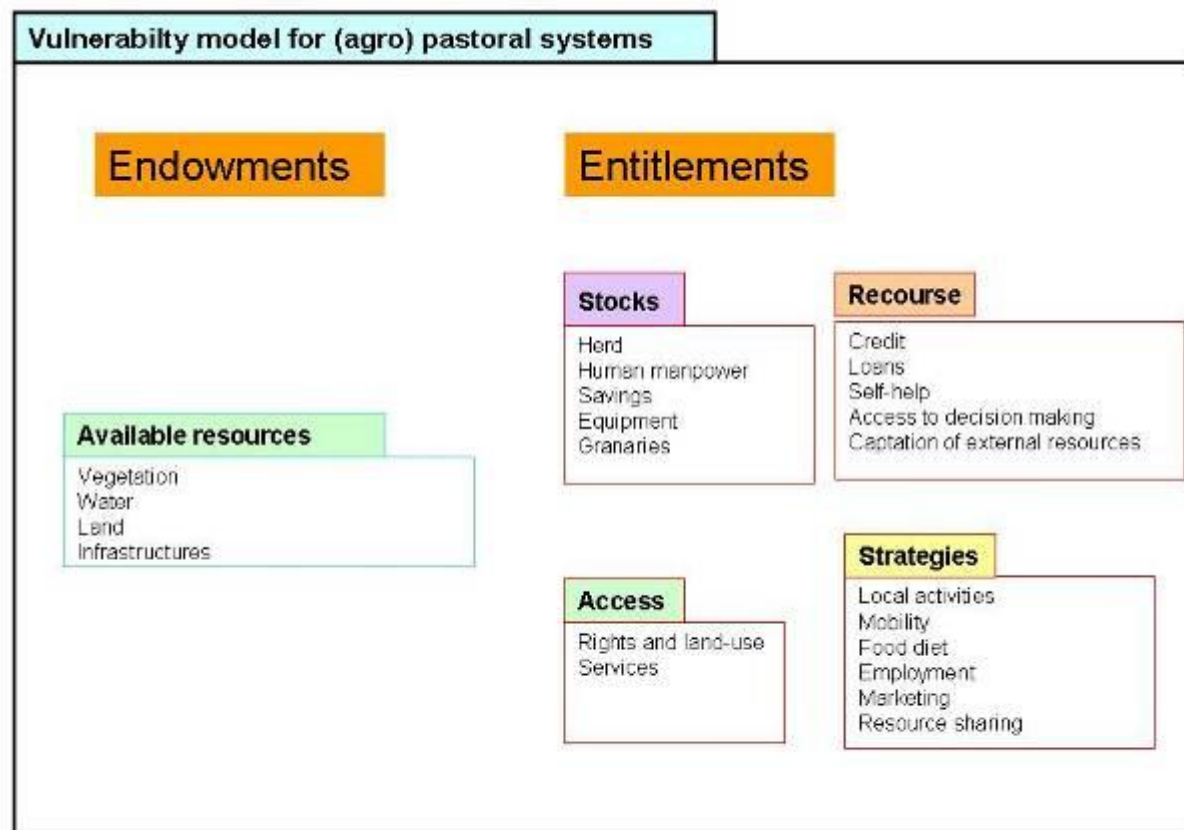 Vulnerabilty model for (agro) pastoral systems
Endowments
Entitlements
Available resources
Vegetation
Water
Land
Infrastructures
Stocks
Herd
Human manpower
Savings
Equipment
Granaries
Recourse
Credit
Loans
Self-help
Access to decision making
Captation of external resources
Access
Rights and land-use
Services
Strategies
Local activities
Mobility
Food diet
Employment
Marketing
Resource sharing